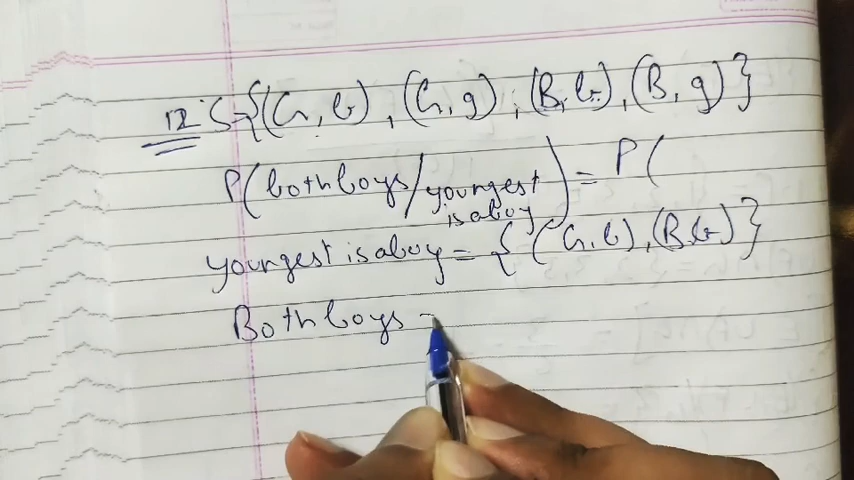 12. S={(G, b), (G, g), (B, b), (B, g)}
P(both boys/youngest is a boy) = P(
youngest is a boy = {(G, b), (B, b)}
Both boys =